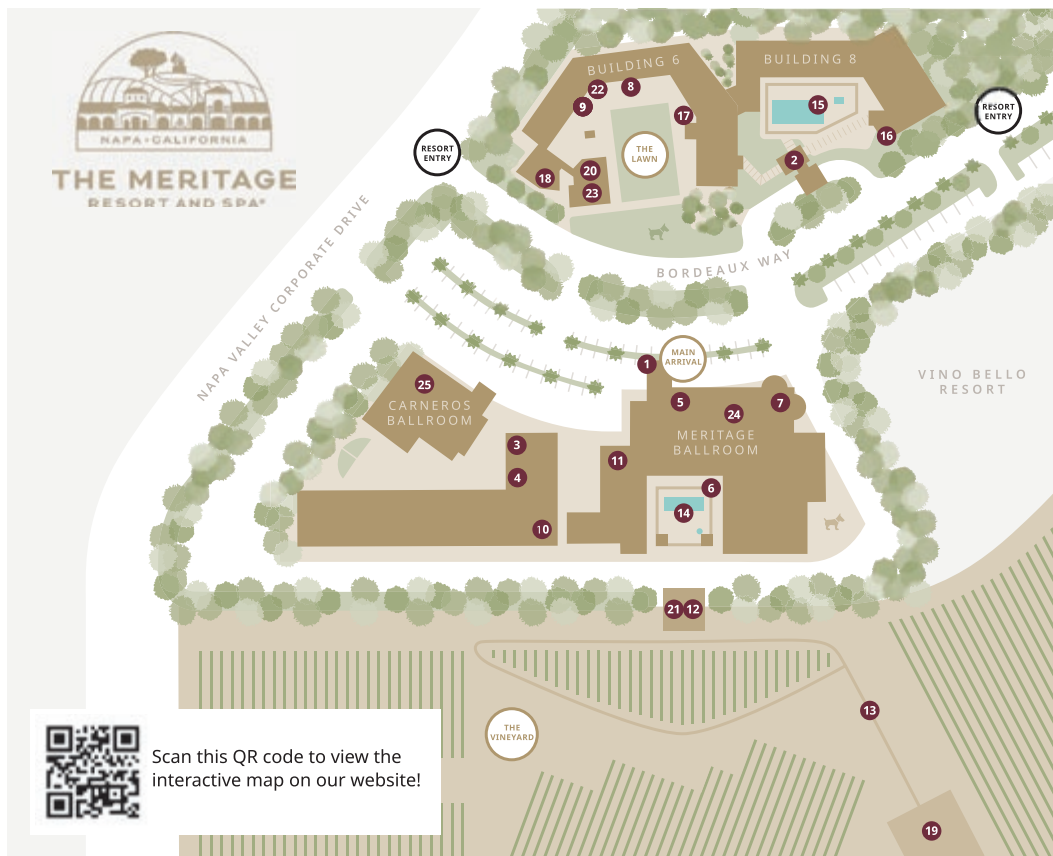 NAPA • CALIFORNIA
THE MERITAGE
RESORT AND SPA®
NAPA VALLEY CORPORATE DRIVE
RESORT
ENTRY
BUILDING 6
22
8
9
17
THE
LAWN
18
20
23
BUILDING 8
15
16
2
RESORT
ENTRY
BORDEAUX WAY
VINO BELLO
RESORT
MAIN
ARRIVAL
1
5
24
7
MERITAGE
BALLROOM
25
CARNEROS
BALLROOM
3
4
10
11
6
14
21
12
13
19
THE
VINEYARD
Scan this QR code to view the
interactive map on our website!